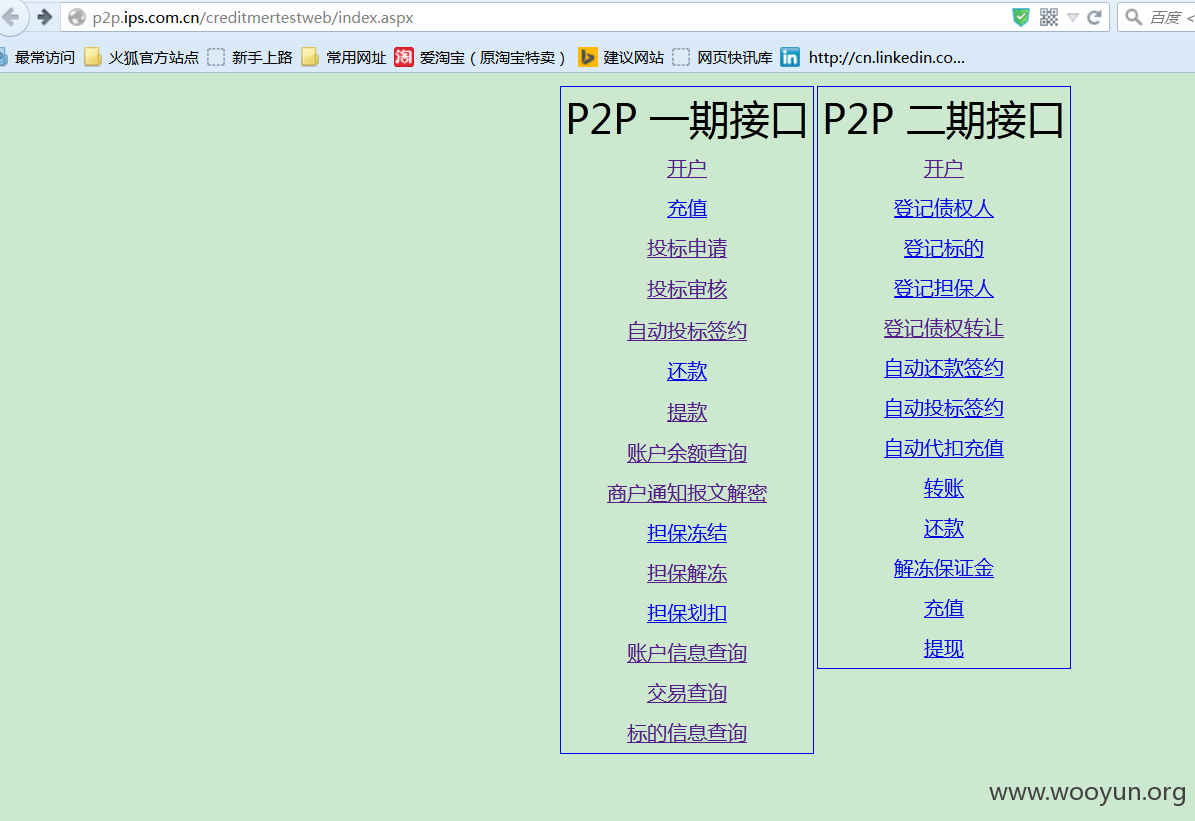 p2p.ips.com.cn/creditmertestweb/index.aspx
百度 <
最常访问 火狐官方站点 新手上路 常用网址 淘 爱淘宝（原淘宝特卖） 建议网站 网页快讯库 in http://cn.linkedin.co...
P2P 一期接口
开户
充值
投标申请
投标审核
自动投标签约
还款
提款
账户余额查询
商户通知报文解密
担保冻结
担保解冻
担保划扣
账户信息查询
交易查询
标的信息查询
P2P 二期接口
开户
登记债权人
登记标的
登记担保人
登记债权转让
自动还款签约
自动投标签约
自动代扣充值
转账
还款
解冻保证金
充值
提现
www.wooyun.org